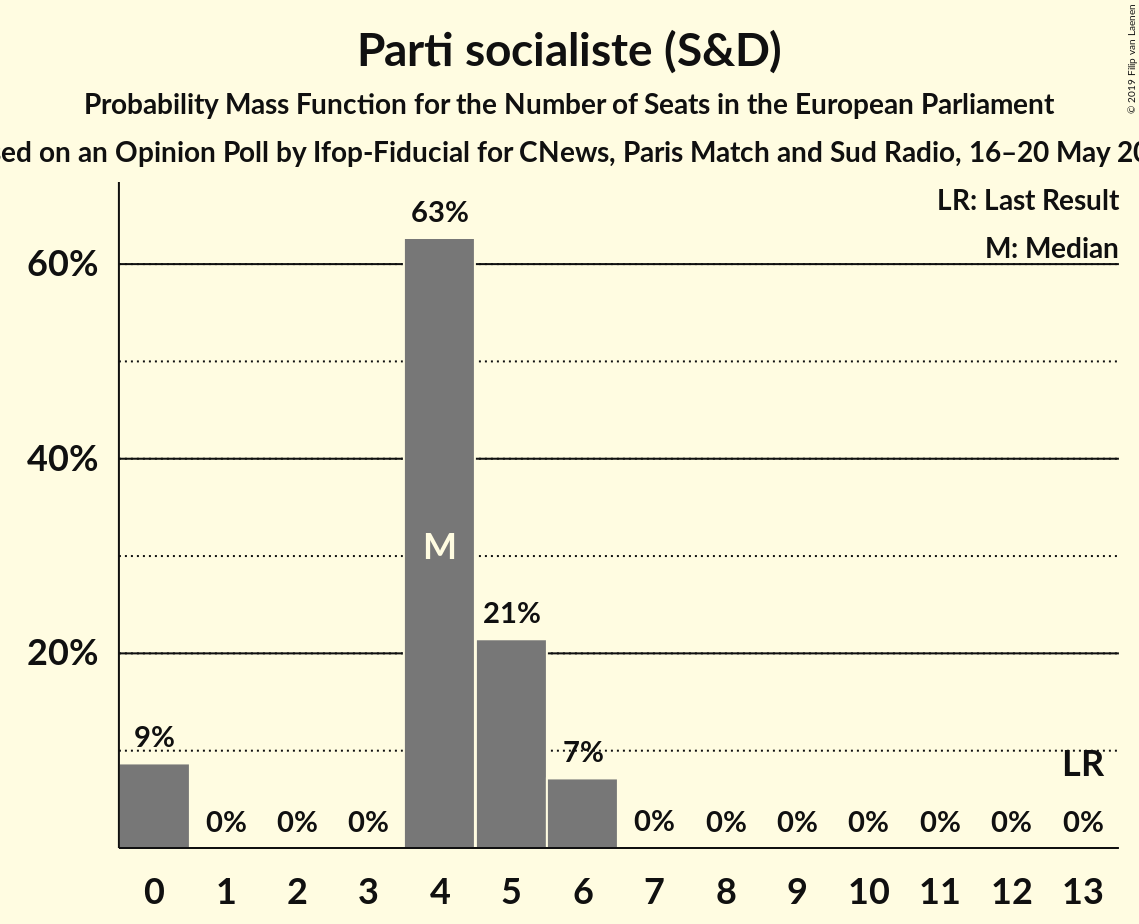 Parti socialiste (S&D)
Probability Mass Function for the Number of Seats in the European Parliament
sed on an Opinion Poll by Ifop-Fiducial for CNews, Paris Match and Sud Radio, 16–20 May 20
© 2019 Filip van Laenen
LR: Last Result
M: Median
60%
40%
20%
63%
M
21%
9%
7%
LR
0% 0% 0% 0% 0% 0% 0% 0% 0% 0%
0 1 2 3 4 5 6 7 8 9 10 11 12 13